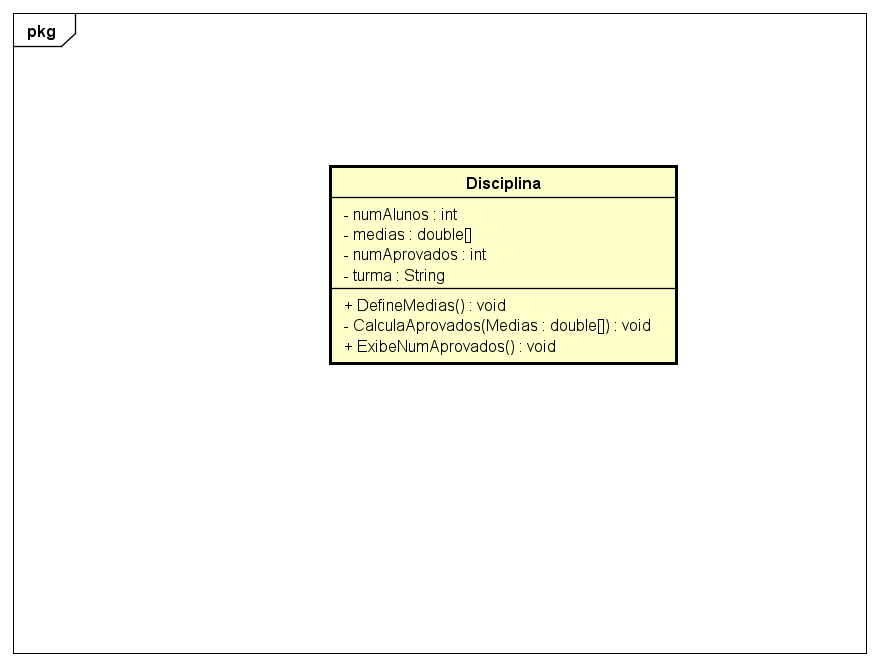 pkg
Disciplina
- numAlunos : int
- medias : double[]
- numAprovados : int
- turma : String
+ DefineMedias() : void
- CalculaAprovados(Medias : double[]) : void
+ ExibeNumAprovados() : void